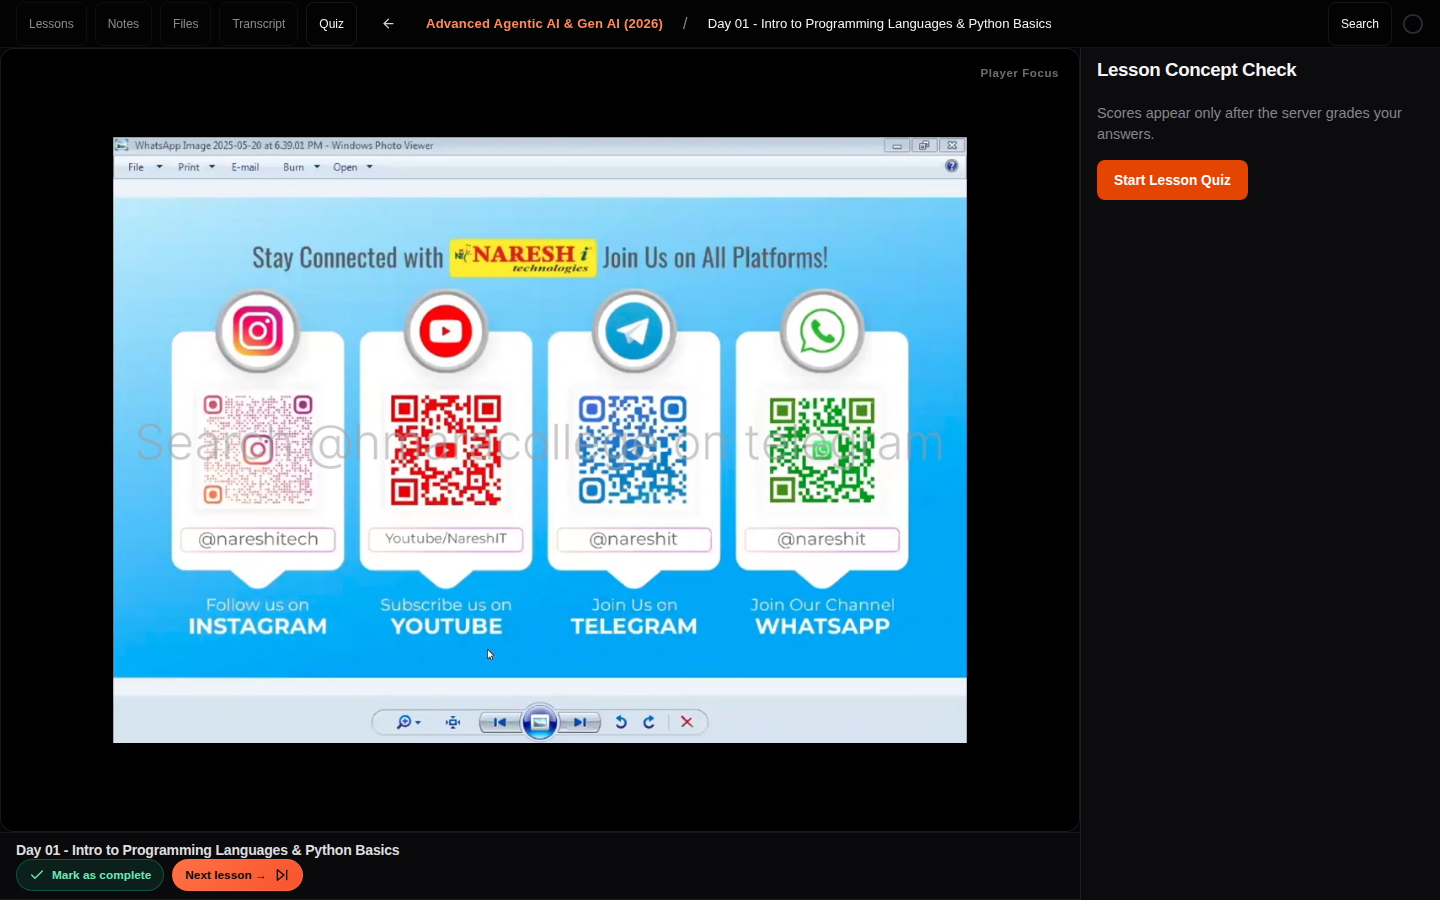 Lessons
Notes
Files
Transcript
Quiz
Advanced Agentic AI & Gen AI (2026)
/
Day 01 - Intro to Programming Languages & Python Basics
Search
Player Focus
Lesson Concept Check
Scores appear only after the server grades your
answers.
Start Lesson Quiz
WhatsApp Image 2025-05-20 at 6.39.01 PM - Windows Photo Viewer
File Print E-mail Burn Open
Stay Connected with NARESH i technologies Join Us on All Platforms!
Search @hmaracollege on telegram
@nareshitech
Youtube/NareshIT
@nareshit
@nareshit
Follow us on
INSTAGRAM
Subscribe us on
YOUTUBE
Join Us on
TELEGRAM
Join Our Channel
WHATSAPP
Day 01 - Intro to Programming Languages & Python Basics
Mark as complete
Next lesson →